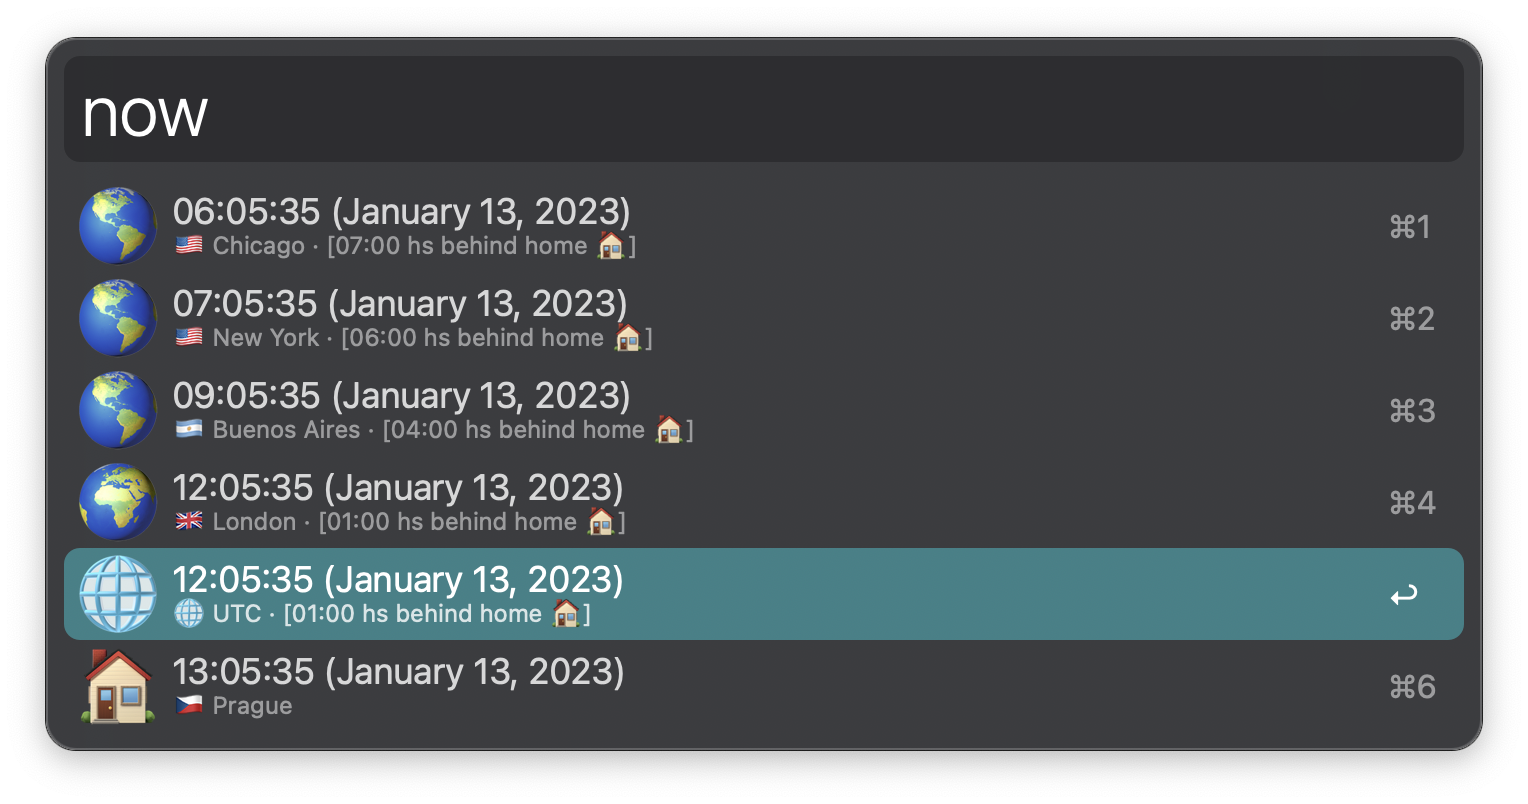 now
06:05:35 (January 13, 2023)
⌘1
🇺🇸 Chicago · [07:00 hs behind home 🏠]
07:05:35 (January 13, 2023)
⌘2
🇺🇸 New York · [06:00 hs behind home 🏠]
09:05:35 (January 13, 2023)
⌘3
🇦🇷 Buenos Aires · [04:00 hs behind home 🏠]
12:05:35 (January 13, 2023)
⌘4
🇬🇧 London · [01:00 hs behind home 🏠]
12:05:35 (January 13, 2023)
↩
🌐 UTC · [01:00 hs behind home 🏠]
13:05:35 (January 13, 2023)
⌘6
🇨🇿 Prague